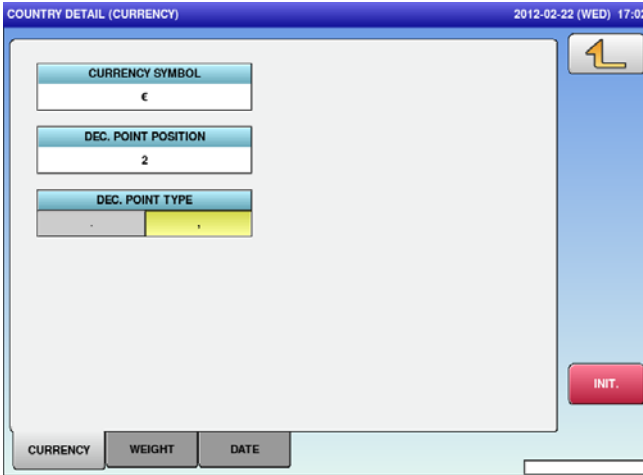 COUNTRY DETAIL (CURRENCY) 2012-02-22 (WED) 17:02
CURRENCY SYMBOL
€
DEC. POINT POSITION
2
DEC. POINT TYPE
. ,
INIT.
CURRENCY WEIGHT DATE